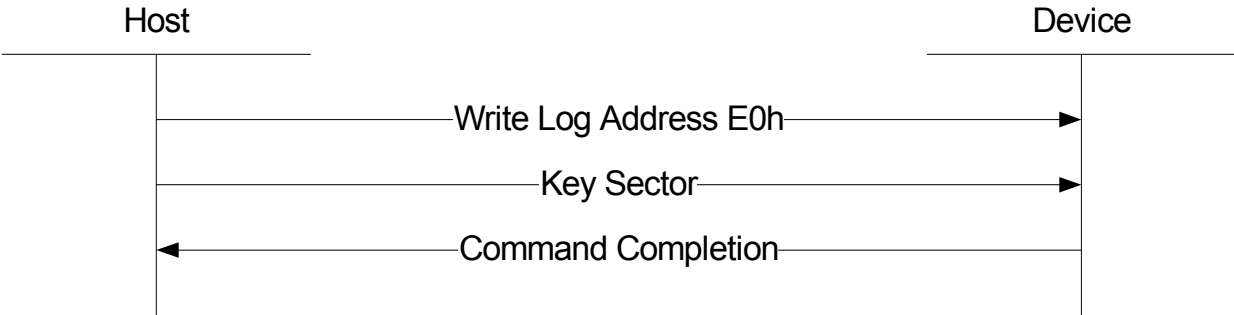 Host
Device
Write Log Address E0h
Key Sector
Command Completion